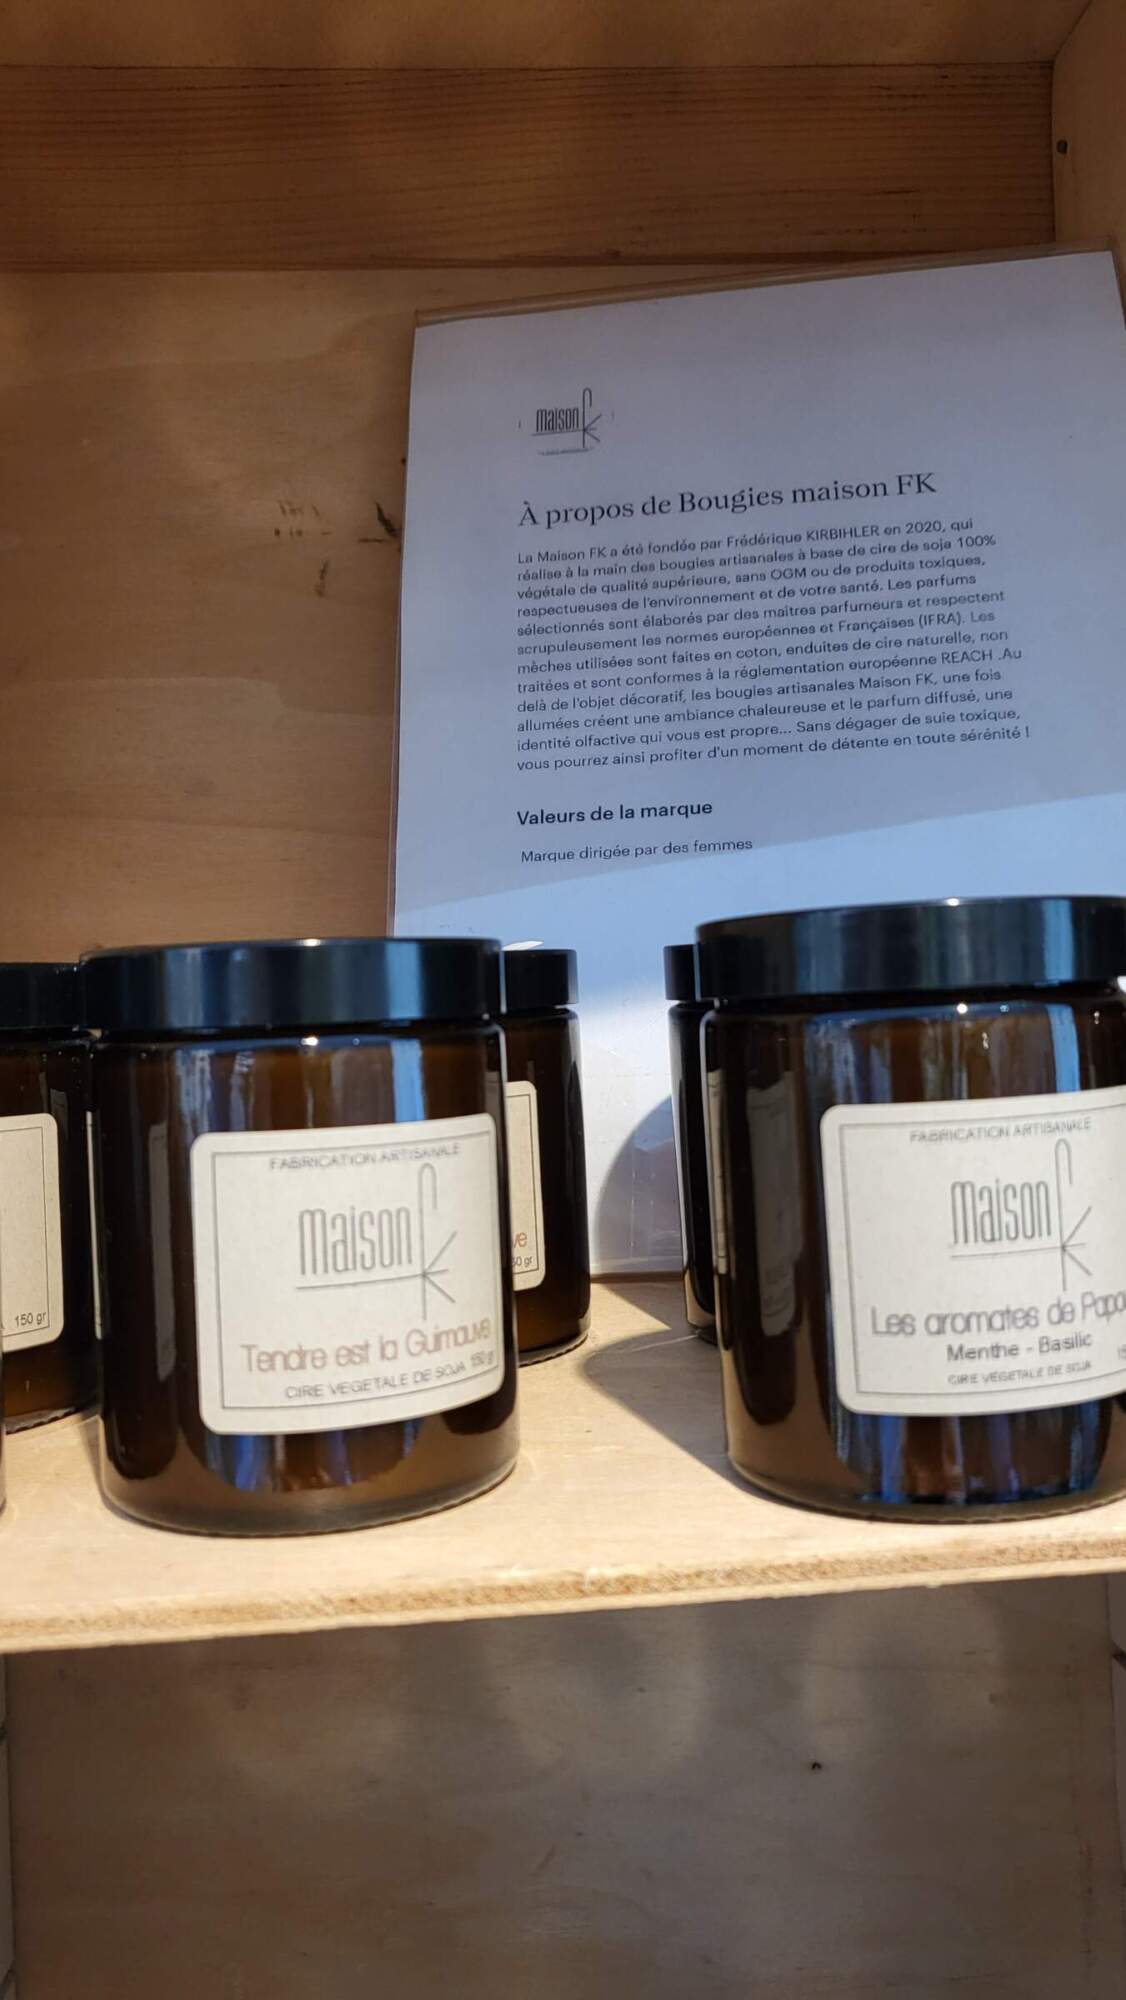 maison fK
À propos de Bougies maison FK
La Maison FK a été fondée par Frédérique KIRBIHLER en 2020, qui
réalise à la main des bougies artisanales à base de cire de soja 100%
végétale de qualité supérieure, sans OGM ou de produits toxiques,
respectueuses de l'environnement et de votre santé. Les parfums
sélectionnés sont élaborés par des maîtres parfumeurs et respectent
scrupuleusement les normes européennes et Françaises (IFRA). Les
mèches utilisées sont faites en coton, enduites de cire naturelle, non
traitées et sont conformes à la réglementation européenne REACH .Au
delà de l'objet décoratif, les bougies artisanales Maison FK, une fois
allumées créent une ambiance chaleureuse et le parfum diffusé, une
identité olfactive qui vous est propre... Sans dégager de suie toxique,
vous pourrez ainsi profiter d'un moment de détente en toute sérénité !
Valeurs de la marque
Marque dirigée par des femmes
150 gr
FABRICATION ARTISANALE
maison fK
Tendre est la Guimauve
CIRE VEGETALE DE SOJA 150 g
FABRICATION ARTISANALE
maison fK
Les aromates de
Menthe - Basilic
CIRE VEGETALE DE SOJA